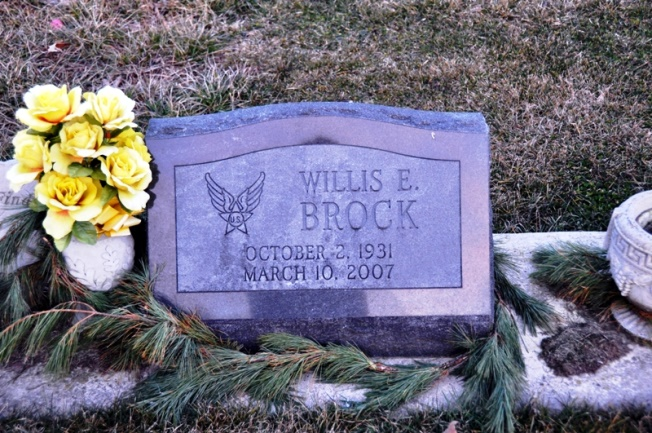 WILLIS E.
BROCK
OCTOBER 2, 1931
MARCH 10, 2007
U.S.